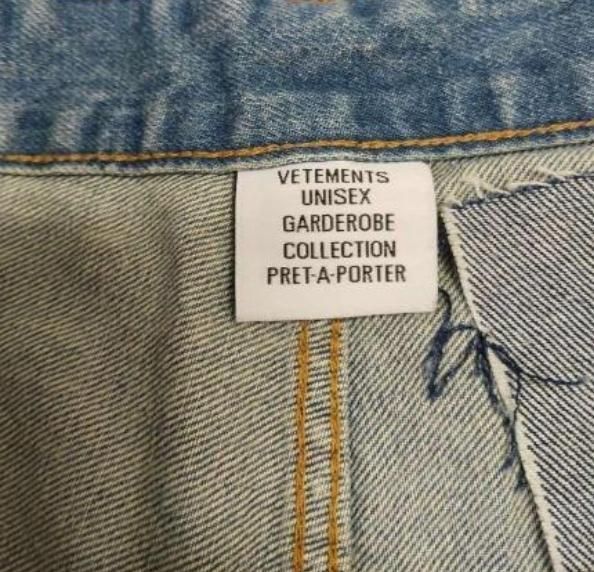 VETEMENTS
UNISEX
GARDEROBE
COLLECTION
PRET-A-PORTER